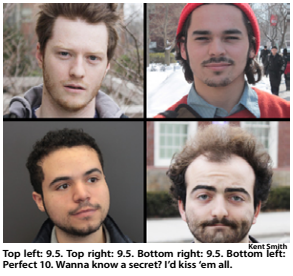 Kent Smith
Top left: 9.5. Top right: 9.5. Bottom right: 9.5. Bottom left:
Perfect 10. Wanna know a secret? I'd kiss 'em all.